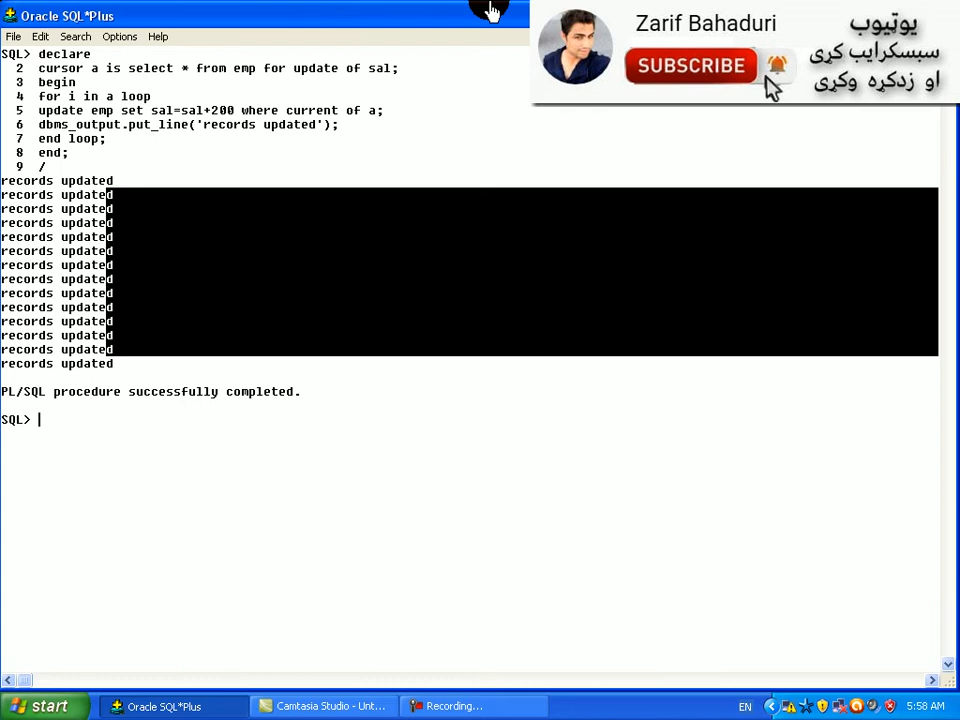 Oracle SQL*Plus
File Edit Search Options Help
SQL> declare
2 cursor a is select * from emp for update of sal;
3 begin
4 for i in a loop
5 update emp set sal=sal+200 where current of a;
6 dbms_output.put_line('records updated');
7 end loop;
8 end;
9 /
records updated
records updated
records updated
records updated
records updated
records updated
records updated
records updated
records updated
records updated
records updated
records updated
records updated
records updated
PL/SQL procedure successfully completed.
SQL>
Zarif Bahaduri
SUBSCRIBE
یوټیوب
سبسکرایب کړی
او زدکړه وکړی
start
Oracle SQL*Plus
Camtasia Studio - Unt...
Recording...
EN
5:58 AM